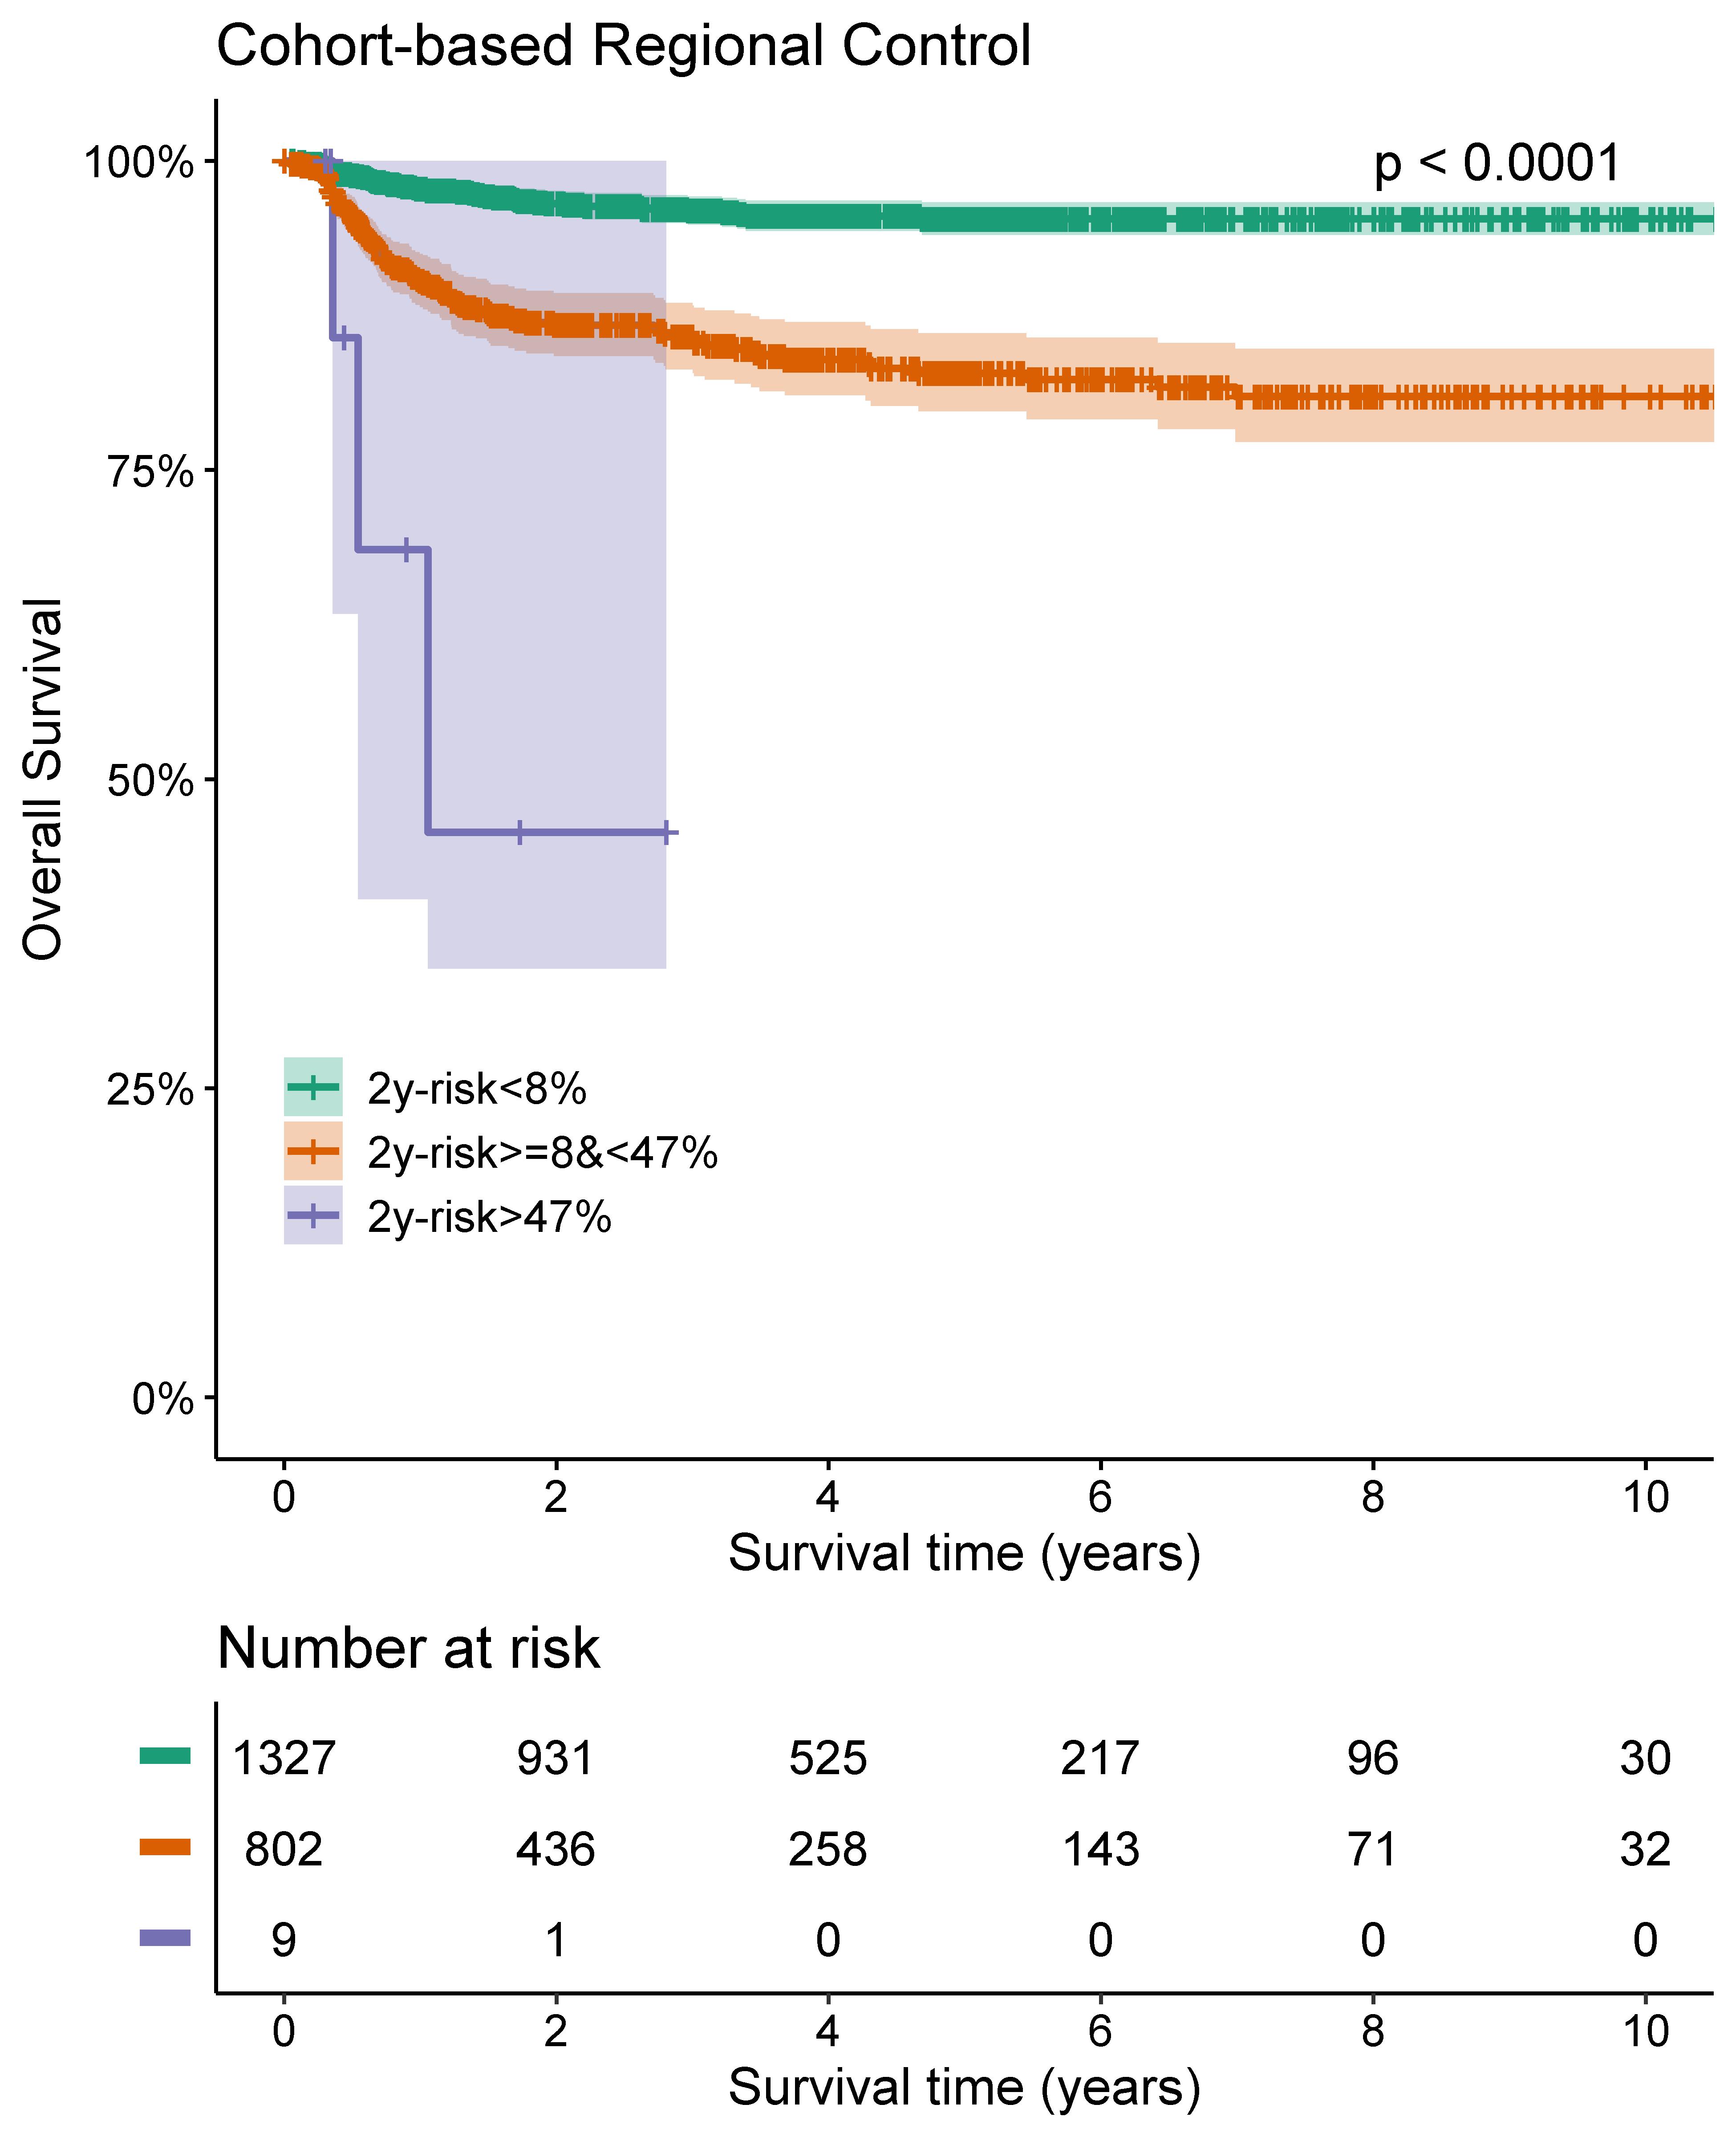 Cohort-based Regional Control
p < 0.0001
100%
75%
50%
25%
0%
Overall Survival
2y-risk<8%
2y-risk>=8&<47%
2y-risk>47%
0 2 4 6 8 10
Survival time (years)
Number at risk
1327 931 525 217 96 30
802 436 258 143 71 32
9 1 0 0 0 0
0 2 4 6 8 10
Survival time (years)